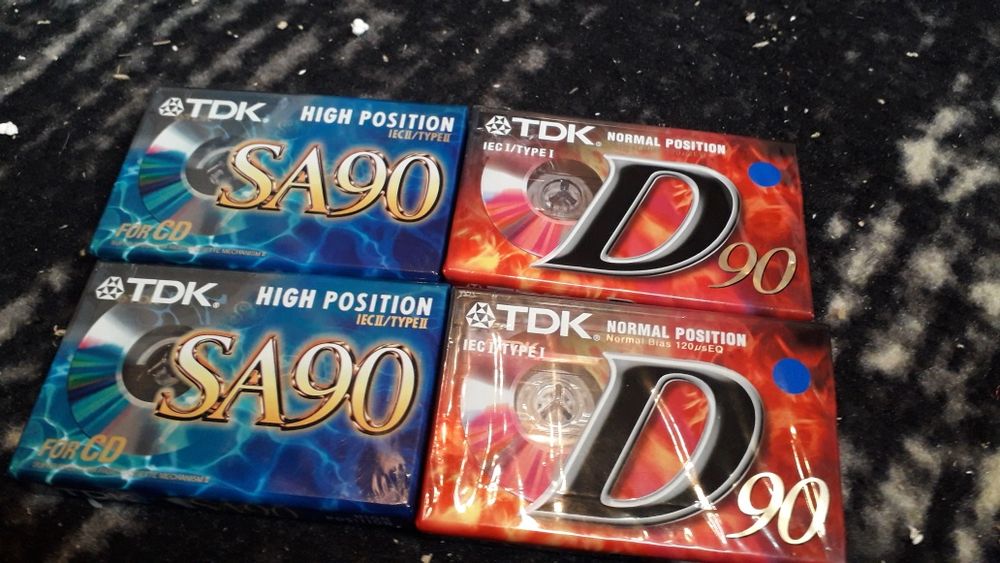 TDK.
HIGH POSITION
IECII/TYPEII
SA90
FOR CD
TDK.
NORMAL POSITION
IEC I/TYPE I
D
90
TDK.
HIGH POSITION
IECII/TYPEII
SA90
FOR CD
TDK.
NORMAL POSITION
Normal Bias 120µsEQ
IEC I/TYPE I
D
90